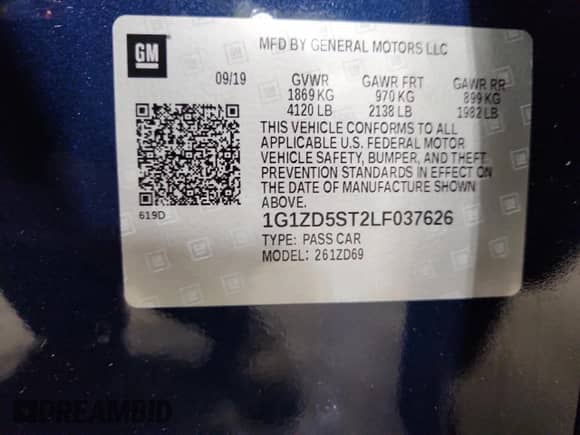 GM
MFD BY GENERAL MOTORS LLC
09/19 GVWR GAWR FRT GAWR RR
1869 KG 970 KG 899 KG
4120 LB 2138 LB 1982 LB
THIS VEHICLE CONFORMS TO ALL
APPLICABLE U.S. FEDERAL MOTOR
VEHICLE SAFETY, BUMPER, AND THEFT
PREVENTION STANDARDS IN EFFECT ON
THE DATE OF MANUFACTURE SHOWN
ABOVE.
619D
1G1ZD5ST2LF037626
TYPE: PASS CAR
MODEL: 261ZD69
PREAMBID